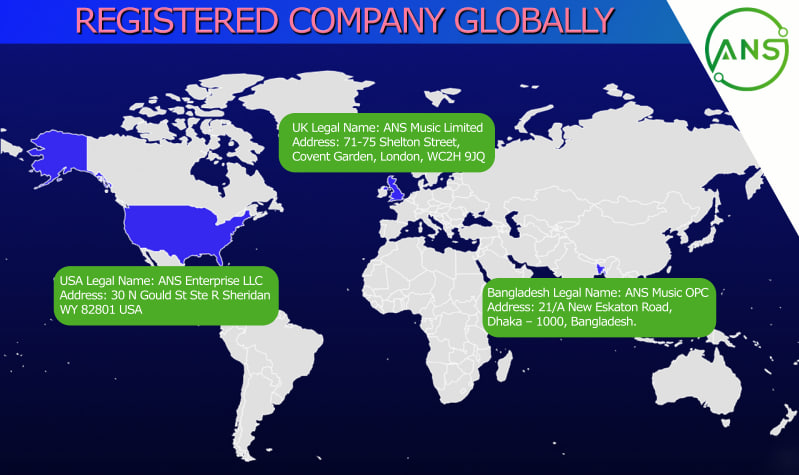 REGISTERED COMPANY GLOBALLY
ANS
UK Legal Name: ANS Music Limited
Address: 71-75 Shelton Street,
Covent Garden, London, WC2H 9JQ
USA Legal Name: ANS Enterprise LLC
Address: 30 N Gould St Ste R Sheridan
WY 82801 USA
Bangladesh Legal Name: ANS Music OPC
Address: 21/A New Eskaton Road,
Dhaka – 1000, Bangladesh.